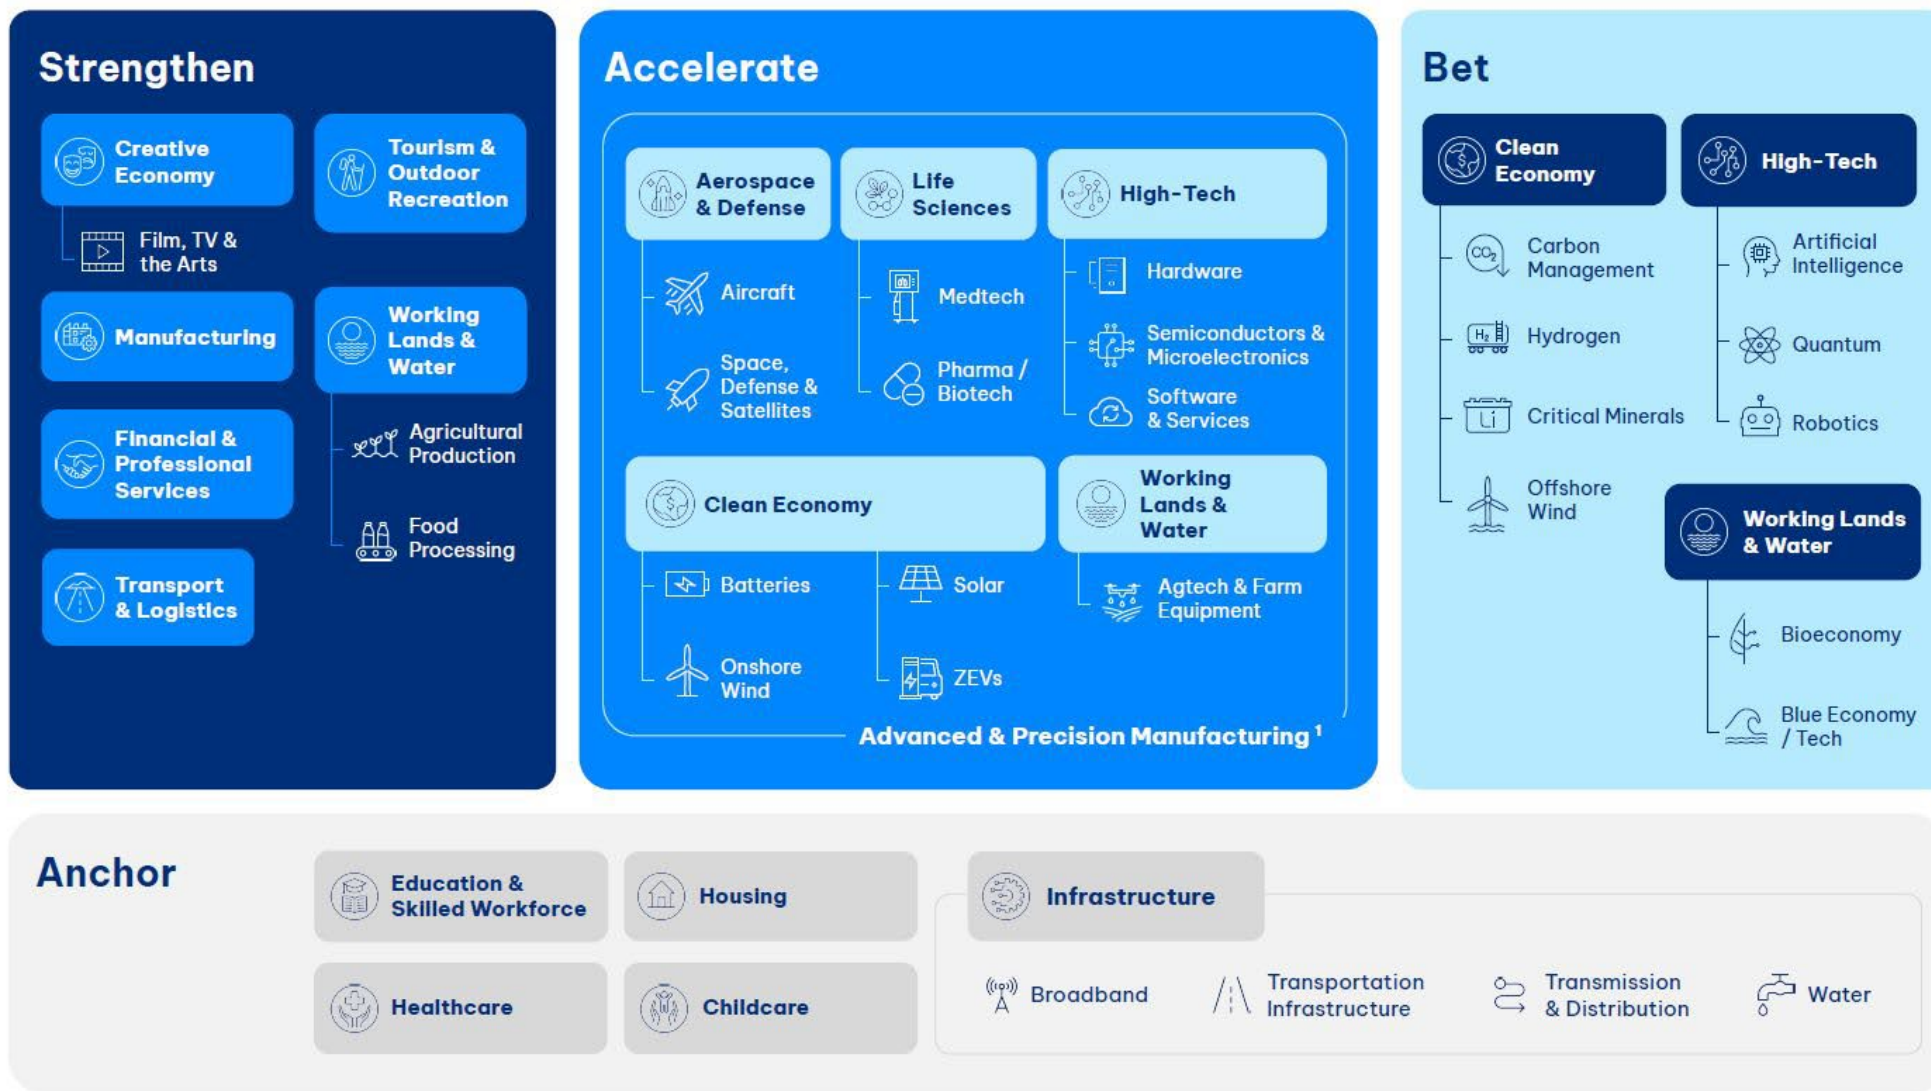 Strengthen
Creative
Economy
Film, TV &
the Arts
Manufacturing
Financial &
Professional
Services
Transport
& Logistics
Tourism &
Outdoor
Recreation
Working
Lands &
Water
Agricultural
Production
Food
Processing
Accelerate
Aerospace
& Defense
Aircraft
Space,
Defense &
Satellites
Life
Sciences
Medtech
Pharma /
Biotech
High-Tech
Hardware
Semiconductors &
Microelectronics
Software
& Services
Clean Economy
Batteries
Onshore
Wind
Solar
ZEVs
Working
Lands &
Water
Agtech & Farm
Equipment
Advanced & Precision Manufacturing ¹
Bet
Clean
Economy
CO₂
Carbon
Management
H₂
Hydrogen
Li
Critical Minerals
Offshore
Wind
High-Tech
Artificial
Intelligence
Quantum
Robotics
Working Lands
& Water
Bioeconomy
Blue Economy
/ Tech
Anchor
Education &
Skilled Workforce
Housing
Healthcare
Childcare
Infrastructure
Broadband
Transportation
Infrastructure
Transmission
& Distribution
Water